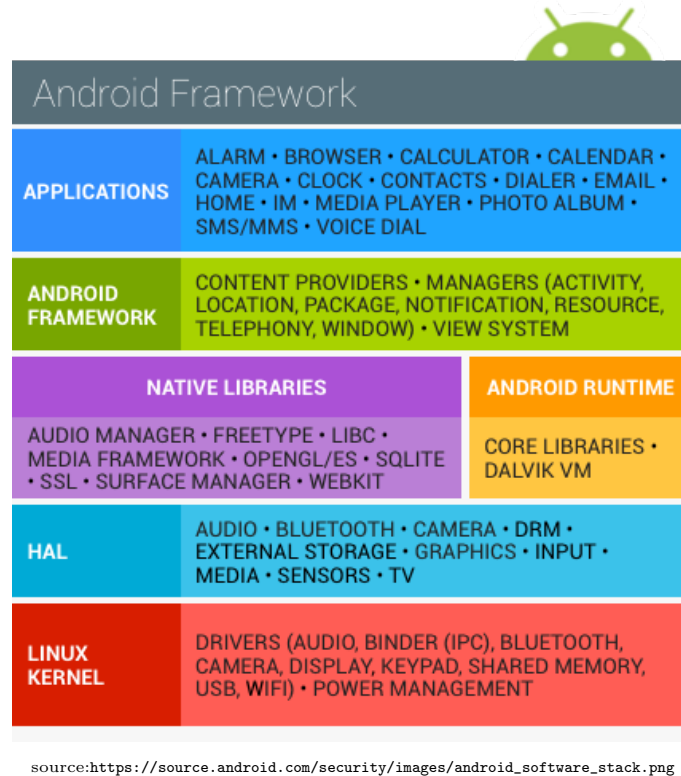 Android Framework
APPLICATIONS
ALARM • BROWSER • CALCULATOR • CALENDAR •
CAMERA • CLOCK • CONTACTS • DIALER • EMAIL •
HOME • IM • MEDIA PLAYER • PHOTO ALBUM •
SMS/MMS • VOICE DIAL
ANDROID
FRAMEWORK
CONTENT PROVIDERS • MANAGERS (ACTIVITY,
LOCATION, PACKAGE, NOTIFICATION, RESOURCE,
TELEPHONY, WINDOW) • VIEW SYSTEM
NATIVE LIBRARIES
AUDIO MANAGER • FREETYPE • LIBC •
MEDIA FRAMEWORK • OPENGL/ES • SQLITE
• SSL • SURFACE MANAGER • WEBKIT
ANDROID RUNTIME
CORE LIBRARIES •
DALVIK VM
HAL
AUDIO • BLUETOOTH • CAMERA • DRM •
EXTERNAL STORAGE • GRAPHICS • INPUT •
MEDIA • SENSORS • TV
LINUX
KERNEL
DRIVERS (AUDIO, BINDER (IPC), BLUETOOTH,
CAMERA, DISPLAY, KEYPAD, SHARED MEMORY,
USB, WIFI) • POWER MANAGEMENT
source:https://source.android.com/security/images/android_software_stack.png